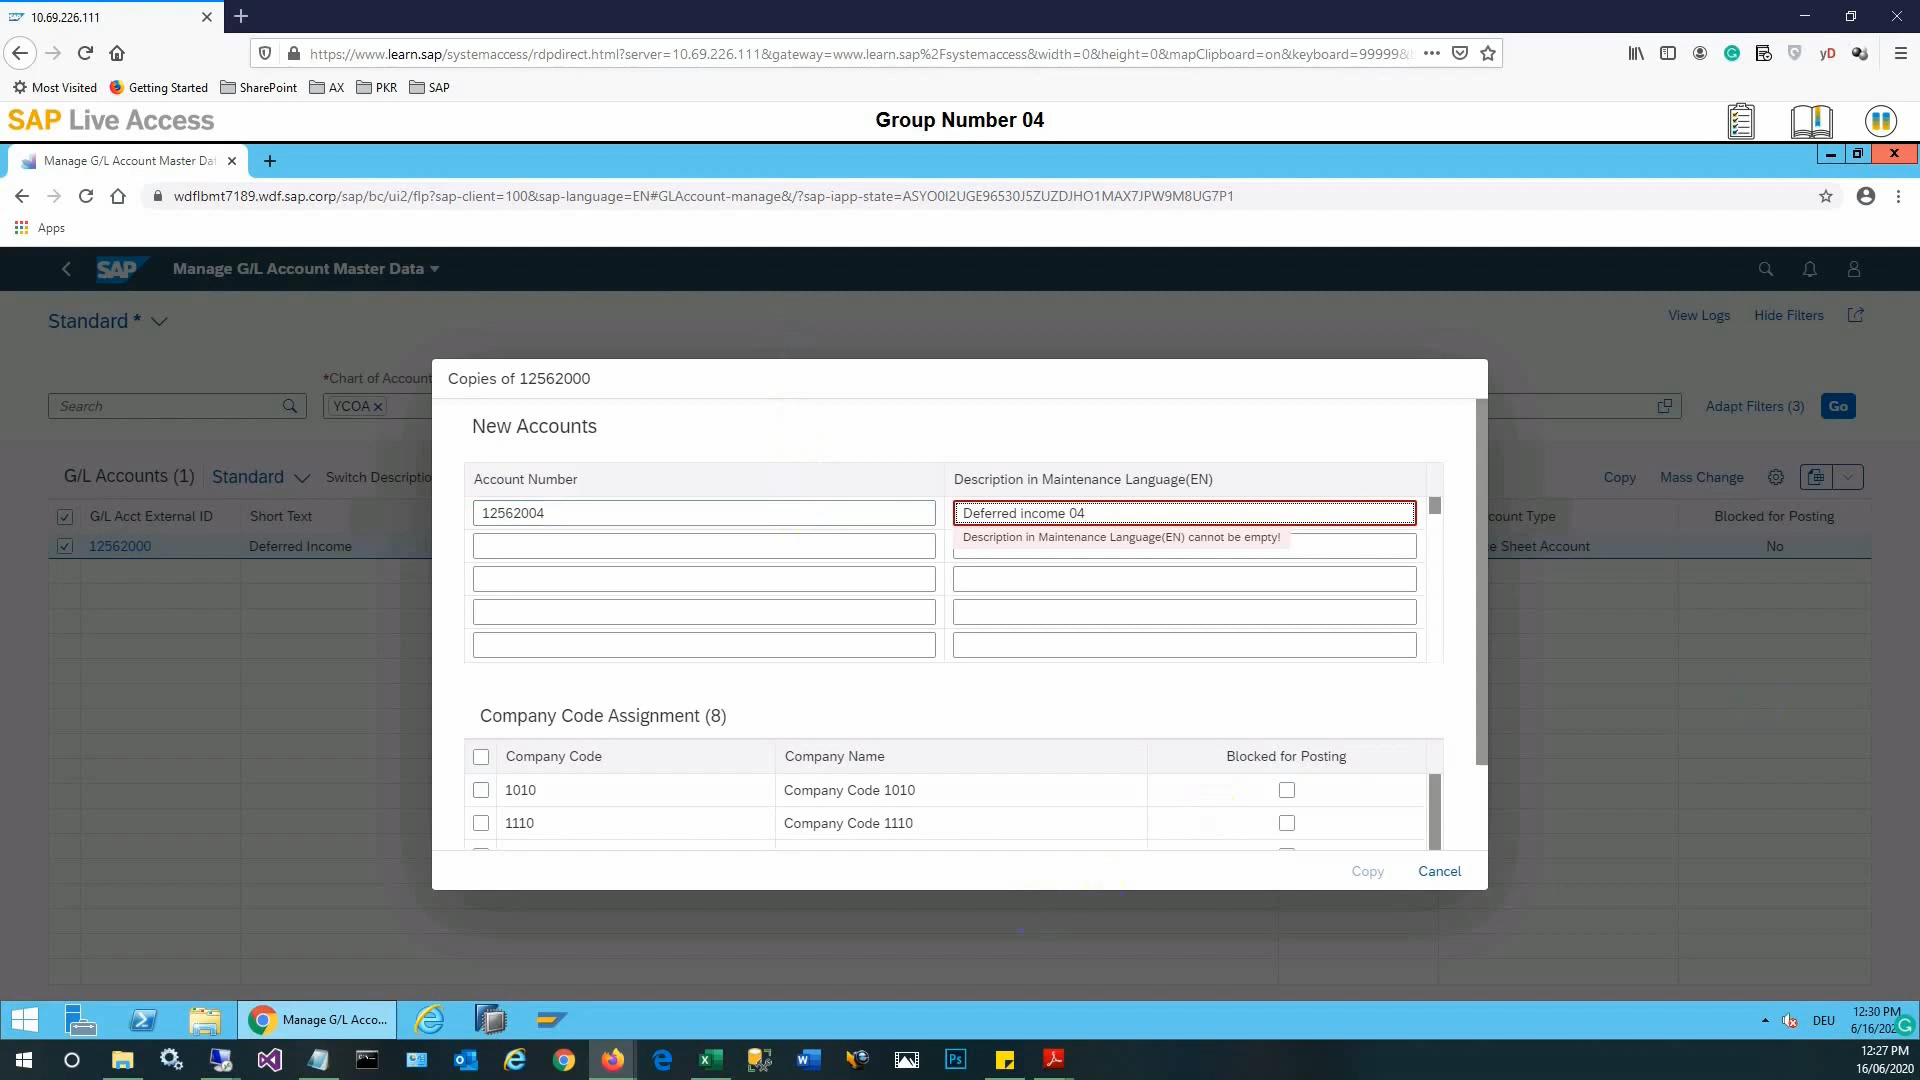 10.69.226.111
https://www.learn.sap/systemaccess/rdpdirect.html?server=10.69.226.111&gateway=www.learn.sap%2Fsystemaccess&width=0&height=0&mapClipboard=on&keyboard=99999&
yD
Most Visited Getting Started SharePoint AX PKR SAP
SAP Live Access
Group Number 04
Manage G/L Account Master Dat
wdflbmt7189.wdf.sap.corp/sap/bc/ui2/flp?sap-client=100&sap-language=EN#GLAccount-manage&/?sap-iapp-state=ASYO0I2UGE96530J5ZUZDJHO1MAX7JPW9M8UG7P1
Apps
SAP Manage G/L Account Master Data
Standard *
View Logs Hide Filters
Copies of 12562000
*Chart of Account
Search
YCOA
Adapt Filters (3) Go
New Accounts
G/L Accounts (1) Standard Switch Descriptio
Copy Mass Change
Account Number Description in Maintenance Language(EN)
G/L Acct External ID Short Text
count Type Blocked for Posting
12562004 Deferred income 04
Description in Maintenance Language(EN) cannot be empty!
12562000 Deferred Income
e Sheet Account No
Company Code Assignment (8)
Company Code Company Name Blocked for Posting
1010 Company Code 1010
1110 Company Code 1110
Copy Cancel
Manage G/L Acco...
DEU
12:30 PM
6/16/202
Ps
12:27 PM
16/06/2020